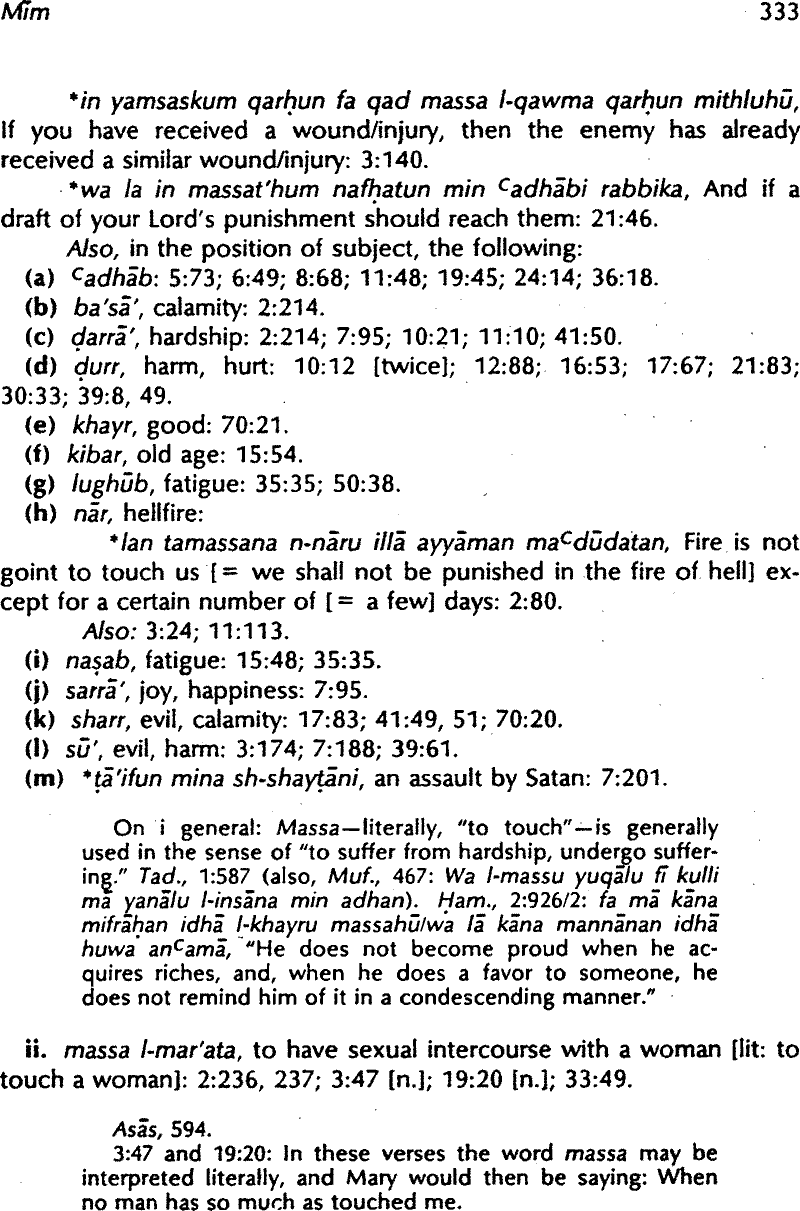 Mīm 333
*in yamsaskum qarḥun fa qad massa l-qawma qarḥun mithluhū,
If you have received a wound/injury, then the enemy has already
received a similar wound/injury: 3:140.
*wa la in massat'hum nafḥatun min ᶜadhābi rabbika, And if a
draft of your Lord's punishment should reach them: 21:46.
Also, in the position of subject, the following:
(a) ᶜadhāb: 5:73; 6:49; 8:68; 11:48; 19:45; 24:14; 36:18.
(b) ba'sā', calamity: 2:214.
(c) ḍarrā', hardship: 2:214; 7:95; 10:21; 11:10; 41:50.
(d) ḍurr, harm, hurt: 10:12 [twice]; 12:88; 16:53; 17:67; 21:83;
30:33; 39:8, 49.
(e) khayr, good: 70:21.
(f) kibar, old age: 15:54.
(g) lughūb, fatigue: 35:35; 50:38.
(h) nār, hellfire:
*lan tamassana n-nāru illā ayyāman maᶜdūdatan, Fire is not
goint to touch us [= we shall not be punished in the fire of hell] ex-
cept for a certain number of [= a few] days: 2:80.
Also: 3:24; 11:113.
(i) naṣab, fatigue: 15:48; 35:35.
(j) sarrā', joy, happiness: 7:95.
(k) sharr, evil, calamity: 17:83; 41:49, 51; 70:20.
(l) sū', evil, harm: 3:174; 7:188; 39:61.
(m) *ṭā'ifun mina sh-shayṭāni, an assault by Satan: 7:201.
On i general: Massa—literally, "to touch"—is generally
used in the sense of "to suffer from hardship, undergo suffer-
ing." Tad., 1:587 (also, Muf., 467: Wa l-massu yuqālu fī kulli
mā yanālu l-insāna min adhan). Ḥam., 2:926/2: fa mā kāna
mifrāḥan idhā l-khayru massahū/wa lā kāna mannānan idhā
huwa anᶜamā, "He does not become proud when he ac-
quires riches, and, when he does a favor to someone, he
does not remind him of it in a condescending manner."
ii. massa l-mar'ata, to have sexual intercourse with a woman [lit: to
touch a woman]: 2:236, 237; 3:47 [n.]; 19:20 [n.]; 33:49.
Asās, 594.
3:47 and 19:20: In these verses the word massa may be
interpreted literally, and Mary would then be saying: When
no man has so much as touched me.